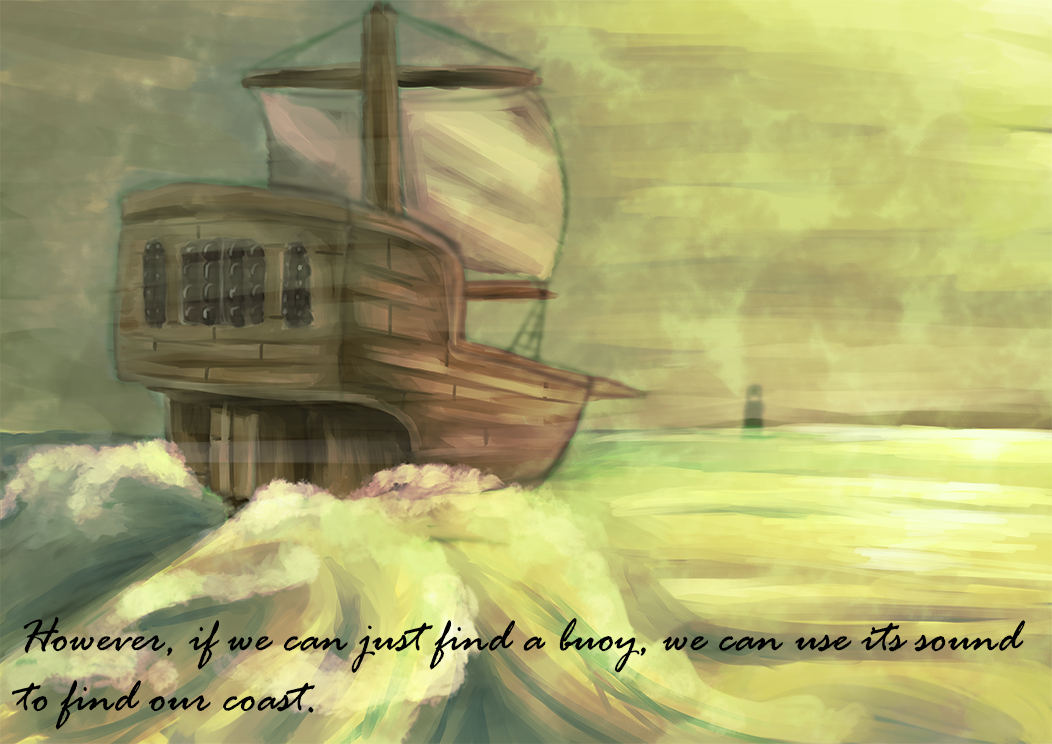 However, if we can just find a buoy, we can use its sound
to find our coast.